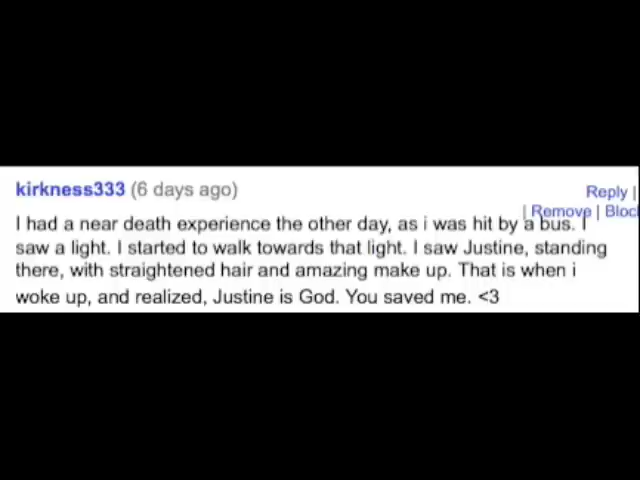 kirkness333 (6 days ago)
Reply |
| Remove | Block
I had a near death experience the other day, as i was hit by a bus. I
saw a light. I started to walk towards that light. I saw Justine, standing
there, with straightened hair and amazing make up. That is when i
woke up, and realized, Justine is God. You saved me. <3